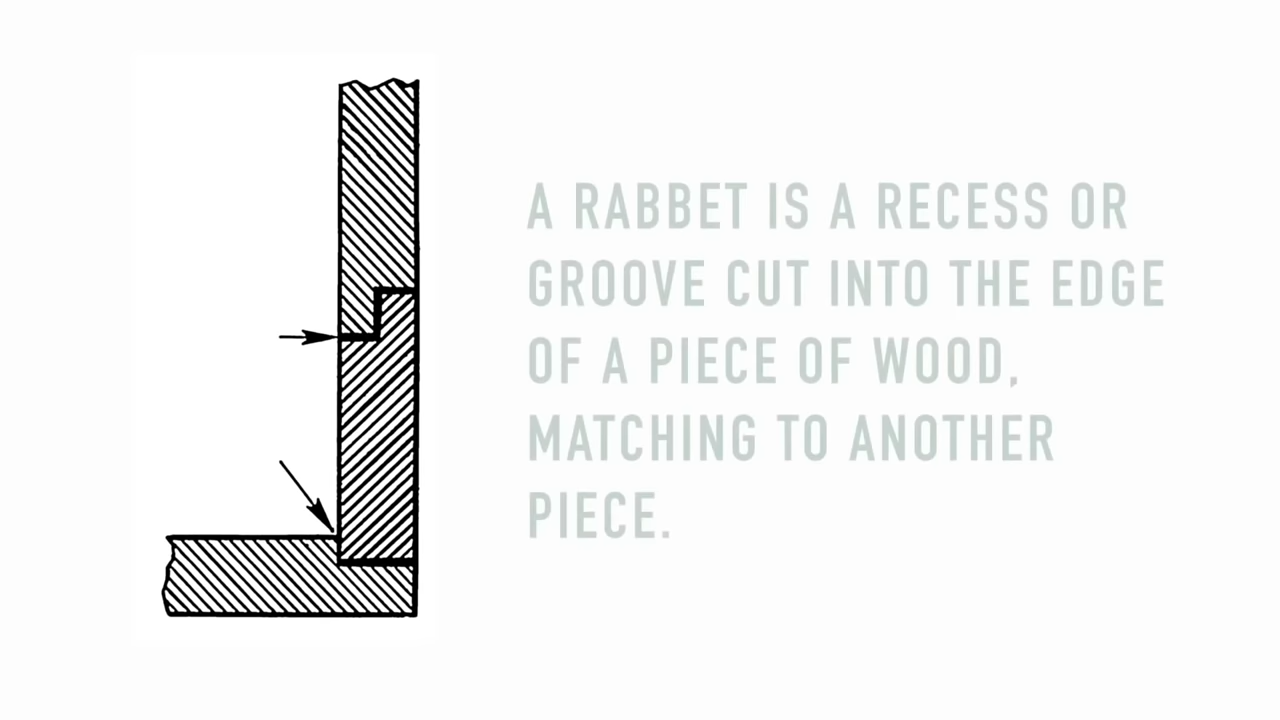 A RABBET IS A RECESS OR
GROOVE CUT INTO THE EDGE
OF A PIECE OF WOOD,
MATCHING TO ANOTHER
PIECE.